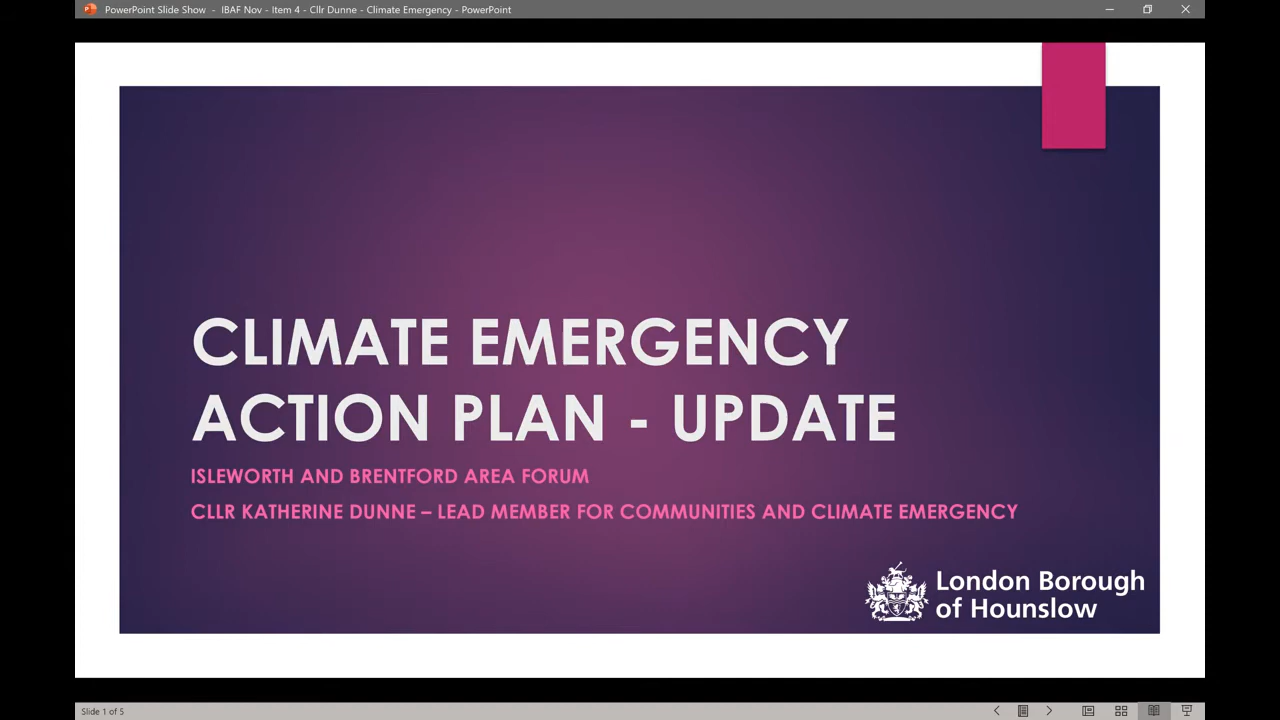 PowerPoint Slide Show - IBAF Nov - Item 4 - Cllr Dunne - Climate Emergency - PowerPoint
CLIMATE EMERGENCY
ACTION PLAN - UPDATE
ISLEWORTH AND BRENTFORD AREA FORUM
CLLR KATHERINE DUNNE – LEAD MEMBER FOR COMMUNITIES AND CLIMATE EMERGENCY
London Borough
of Hounslow
Slide 1 of 5